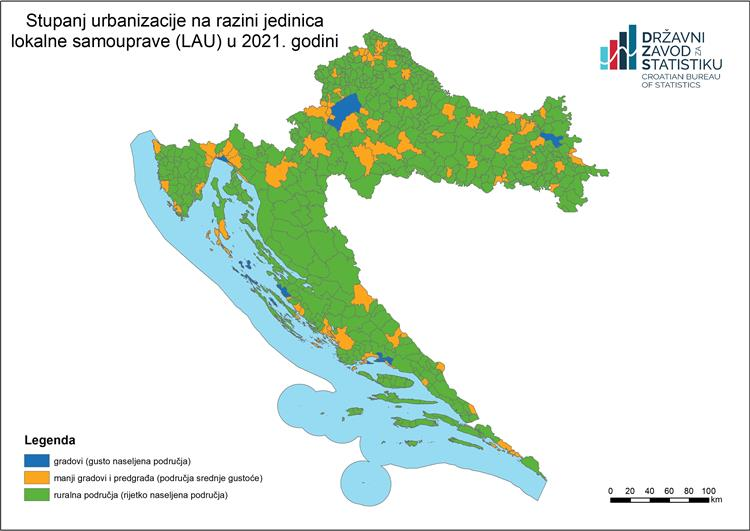 Stupanj urbanizacije na razini jedinica
lokalne samouprave (LAU) u 2021. godini
DRŽAVNI
ZAVOD ZA
STATISTIKU
CROATIAN BUREAU
OF STATISTICS
Legenda
gradovi (gusto naseljena područja)
manji gradovi i predgrađa (područja srednje gustoće)
ruralna područja (rijetko naseljena područja)
0 20 40 60 80 100
km